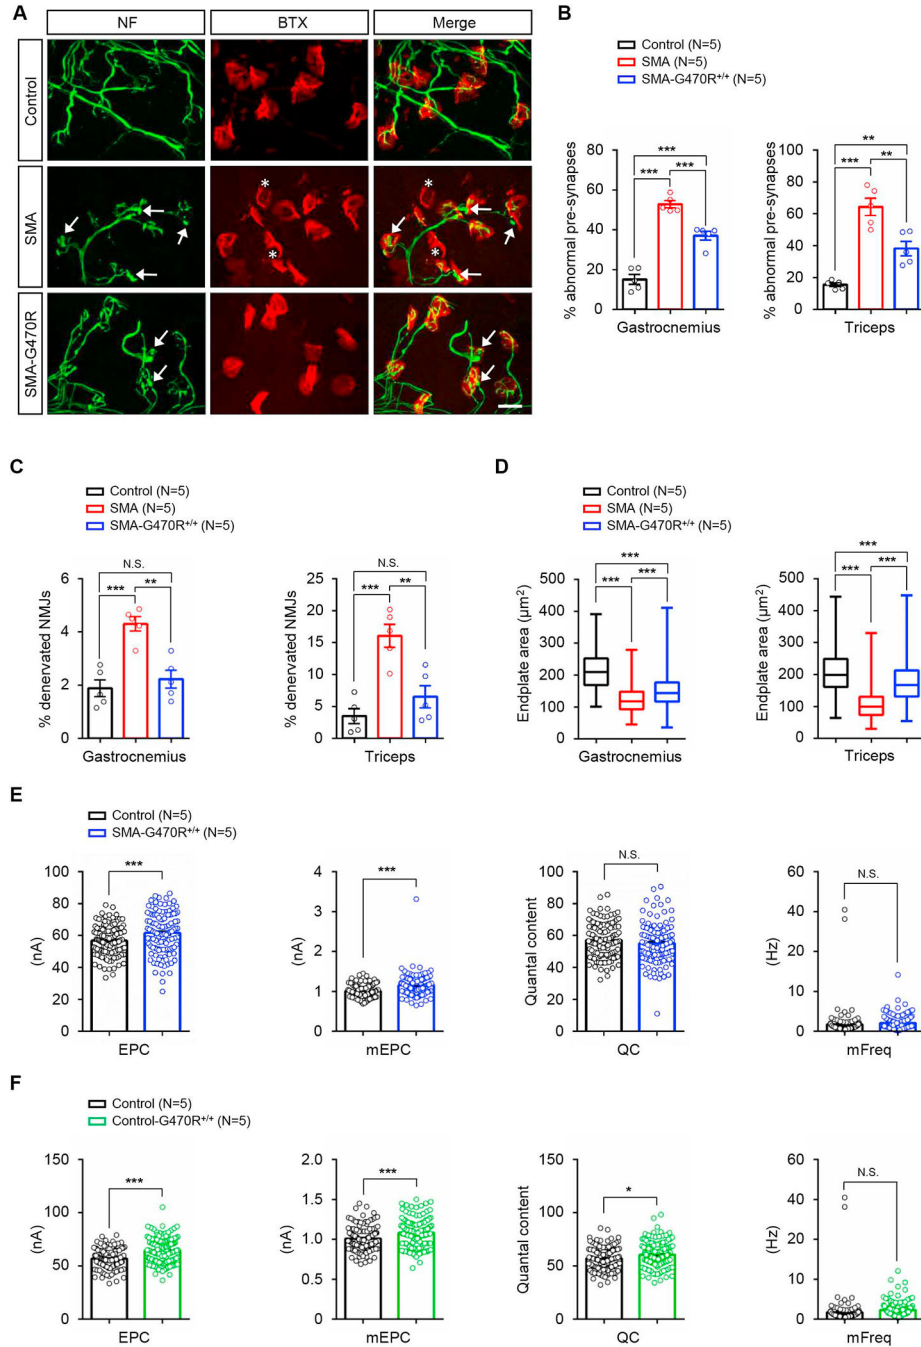 A
NF
BTX
Merge
Control
SMA
*
*
*
*
SMA-G470R
B
Control (N=5)
SMA (N=5)
SMA-G470R+/+ (N=5)
% abnormal pre-synapses
80
60
40
20
0
***
***
***
Gastrocnemius
% abnormal pre-synapses
100
80
60
40
20
0
**
***
**
Triceps
C
Control (N=5)
SMA (N=5)
SMA-G470R+/+ (N=5)
% denervated NMJs
6
4
2
0
N.S.
***
**
Gastrocnemius
% denervated NMJs
25
20
15
10
5
0
N.S.
***
**
Triceps
D
Control (N=5)
SMA (N=5)
SMA-G470R+/+ (N=5)
Endplate area (µm²)
500
400
300
200
100
0
***
***
***
Gastrocnemius
Endplate area (µm²)
500
400
300
200
100
0
***
***
***
Triceps
E
Control (N=5)
SMA-G470R+/+ (N=5)
(nA)
100
80
60
40
20
0
***
EPC
(nA)
4
3
2
1
0
***
mEPC
Quantal content
100
80
60
40
20
0
N.S.
QC
(Hz)
60
40
20
10
0
N.S.
mFreq
F
Control (N=5)
Control-G470R+/+ (N=5)
(nA)
150
100
50
0
***
EPC
(nA)
2.0
1.5
1.0
0.5
0
***
mEPC
Quantal content
150
100
50
0
*
QC
(Hz)
60
40
20
10
0
N.S.
mFreq